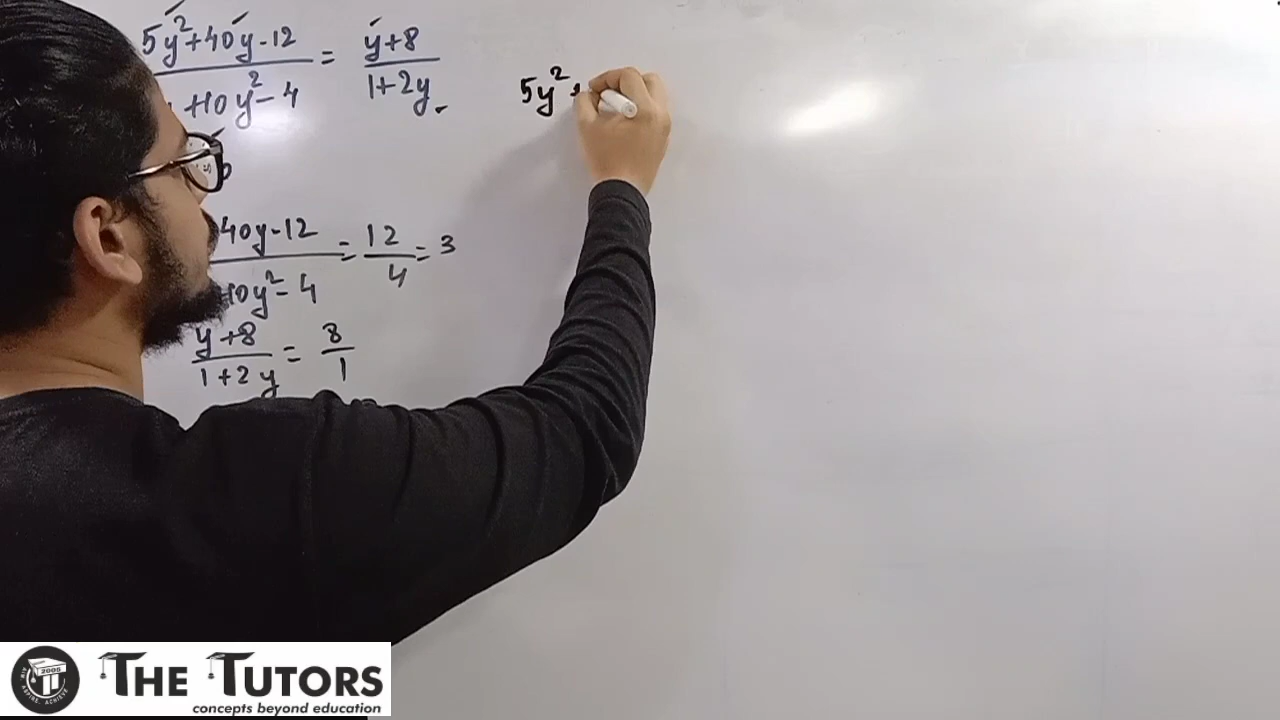 5y²+40y-12 / +10y²-4 = y+8 / 1+2y
5y²
40y-12 / 10y²-4 = 12/4 = 3
y+8 / 1+2y = 8/1
2005
THE TUTORS
concepts beyond education